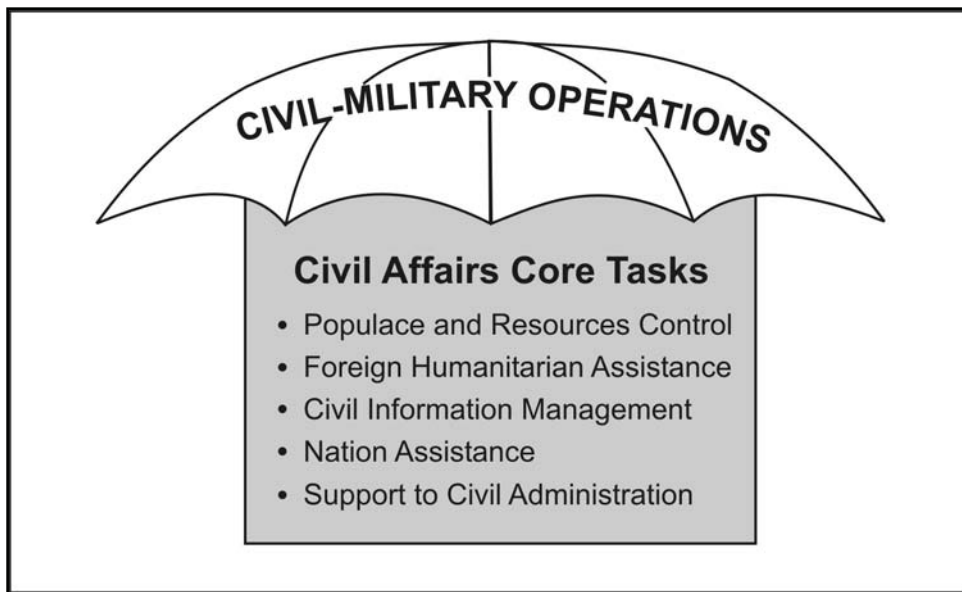 CIVIL-MILITARY OPERATIONS
Civil Affairs Core Tasks
• Populace and Resources Control
• Foreign Humanitarian Assistance
• Civil Information Management
• Nation Assistance
• Support to Civil Administration